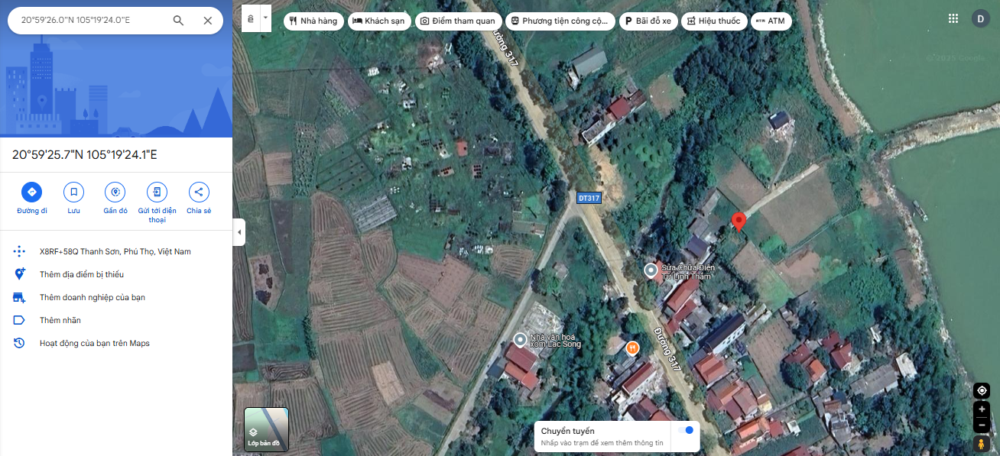 20°59'26.0"N 105°19'24.0"E
ê
Nhà hàng
Khách sạn
Điểm tham quan
Phương tiện công cộ...
P Bãi đỗ xe
Hiệu thuốc
ATM ATM
D
20°59'25.7"N 105°19'24.1"E
Đường đi
Lưu
Gần đó
Gửi tới điện
thoại
Chia sẻ
X8RF+58Q Thanh Sơn, Phú Thọ, Việt Nam
Thêm địa điểm bị thiếu
Thêm doanh nghiệp của bạn
Thêm nhãn
Hoạt động của bạn trên Maps
Đường 317
© 2025 Google
DT317
Sửa Chữa Điện
Tử Linh Thắm
Nhà văn hoá
xóm Lạc Song
Đường 317
Lớp bản đồ
Chuyển tuyến
Nhấp vào trạm để xem thêm thông tin
+
−